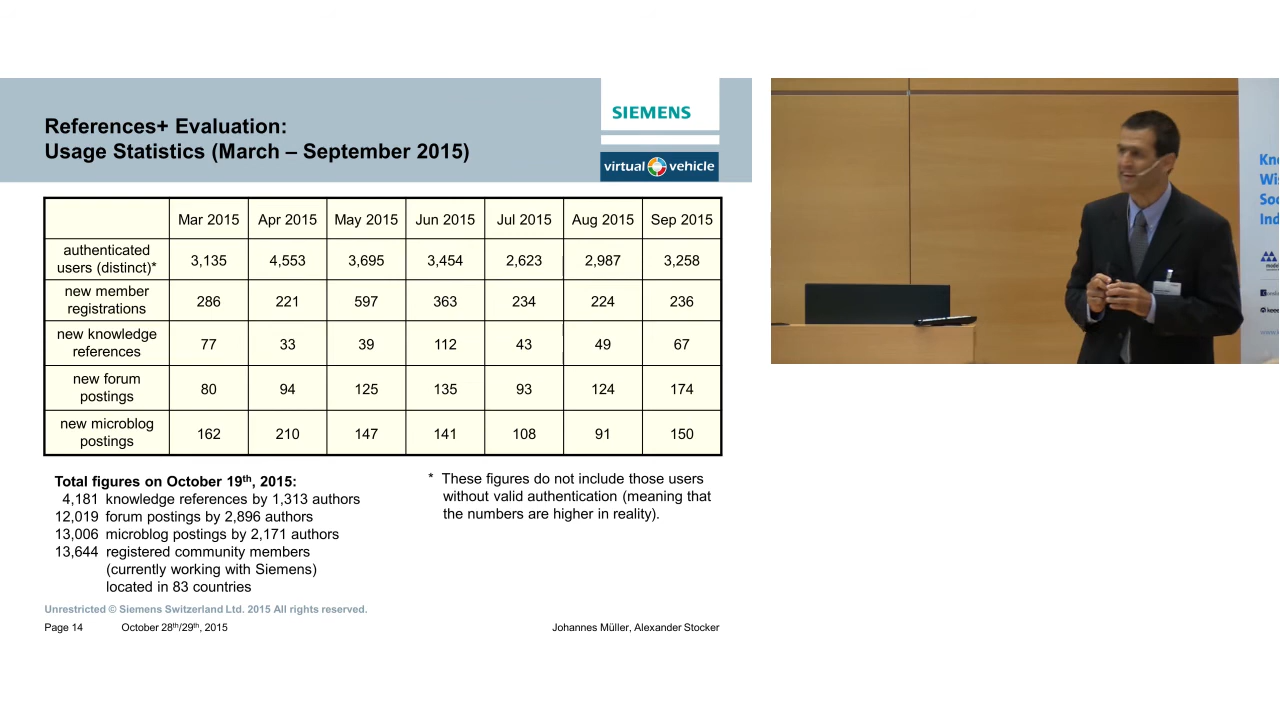 References+ Evaluation:
Usage Statistics (March – September 2015)
SIEMENS
virtual vehicle
Mar 2015 Apr 2015 May 2015 Jun 2015 Jul 2015 Aug 2015 Sep 2015
authenticated
users (distinct)* 3,135 4,553 3,695 3,454 2,623 2,987 3,258
new member
registrations 286 221 597 363 234 224 236
new knowledge
references 77 33 39 112 43 49 67
new forum
postings 80 94 125 135 93 124 174
new microblog
postings 162 210 147 141 108 91 150
Total figures on October 19th, 2015:
4,181 knowledge references by 1,313 authors
12,019 forum postings by 2,896 authors
13,006 microblog postings by 2,171 authors
13,644 registered community members
(currently working with Siemens)
located in 83 countries
* These figures do not include those users
without valid authentication (meaning that
the numbers are higher in reality).
Unrestricted © Siemens Switzerland Ltd. 2015 All rights reserved.
Page 14 October 28th/29th, 2015 Johannes Müller, Alexander Stocker
Kn
Wi
So
Ind